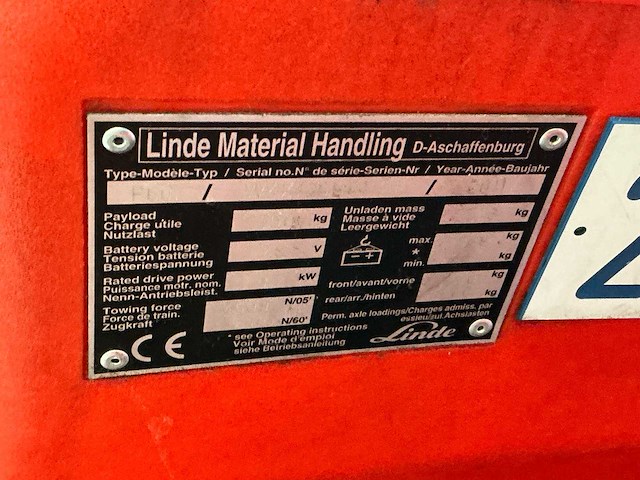 Linde Material Handling D-Aschaffenburg
Type-Modèle-Typ / Serial no.N° de série-Serien-Nr / Year-Année-Baujahr
/ /
Payload
Charge utile
Nutzlast
kg
Unladen mass
Masse à vide
Leergewicht
kg
Battery voltage
Tension batterie
Batteriespannung
V
max.
kg
*
min.
kg
Rated drive power
Puissance motr. nom.
Nenn-Antriebsleist.
kW
front/avant/vorne
kg
rear/arr./hinten
kg
Towing force
Force de train.
Zugkraft
N/05'
N/60'
Perm. axle loadings/Charges admiss. par
essieu/zul.Achslasten
CE
* see Operating instructions
Voir Mode d'emploi
siehe Betriebsanleitung
Linde